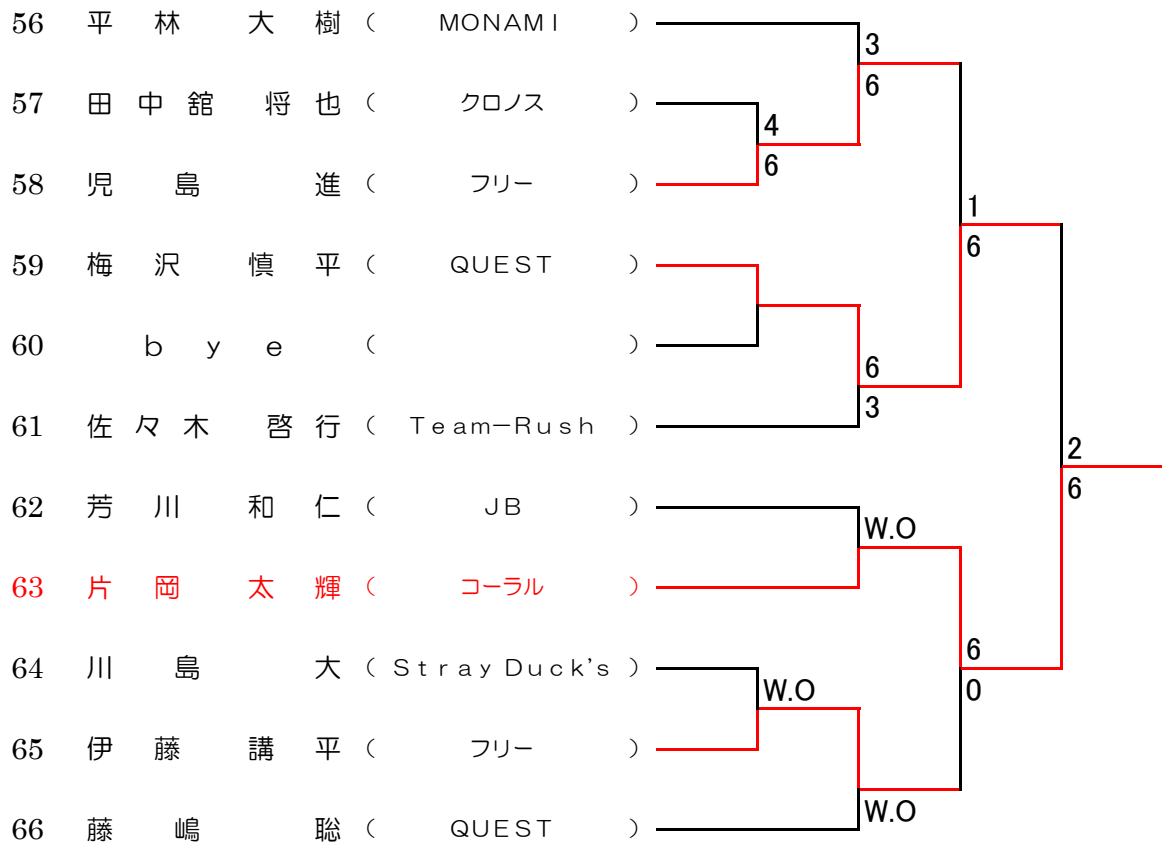 56 平林 大樹 ( MONAMI )
3
57 田中舘 将也 ( クロノス )
6
4
58 児島 進 ( フリー )
6
1
59 梅沢 慎平 ( QUEST )
6
60 bye ( )
6
61 佐々木 啓行 ( Team-Rush )
3
2
62 芳川 和仁 ( JB )
6
W.O
63 片岡 太輝 ( コーラル )
64 川島 大 ( Stray Duck's )
6
W.O
0
65 伊藤 講平 ( フリー )
W.O
66 藤嶋 聡 ( QUEST )